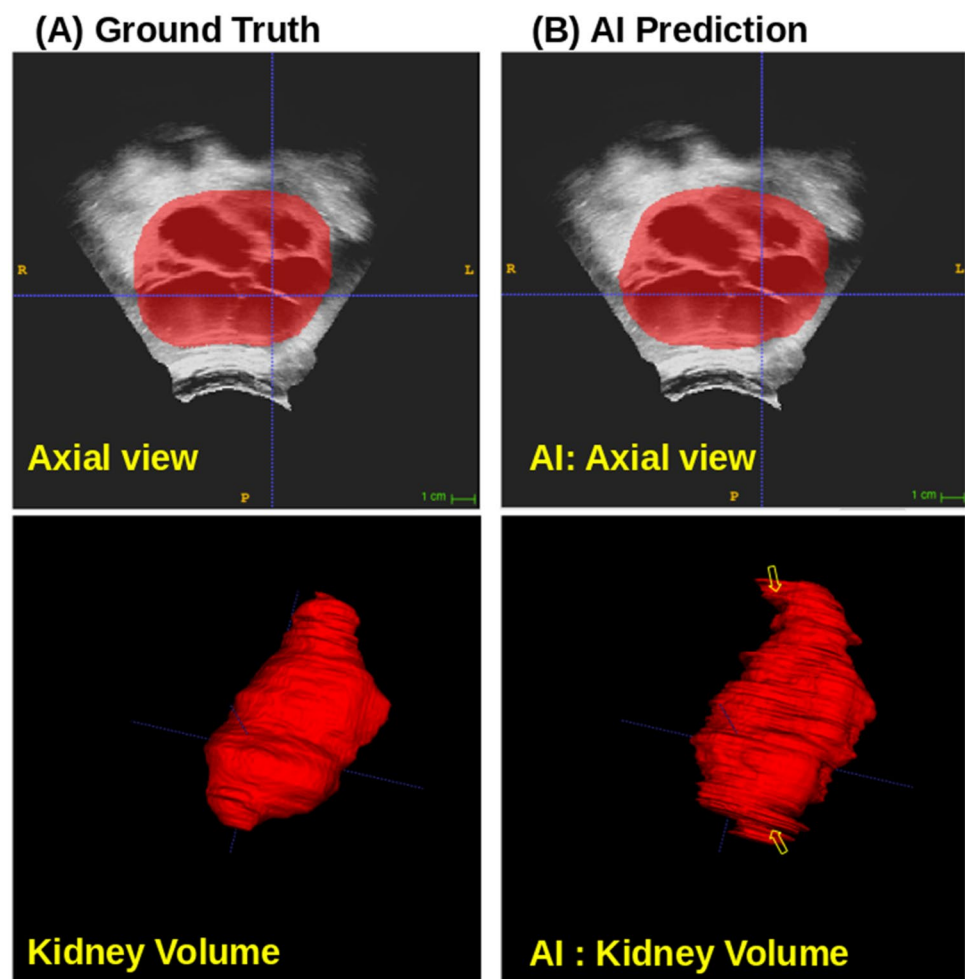 (A) Ground Truth
(B) AI Prediction
R
L
Axial view
P
1 cm
R
L
AI: Axial view
P
1 cm
Kidney Volume
AI : Kidney Volume